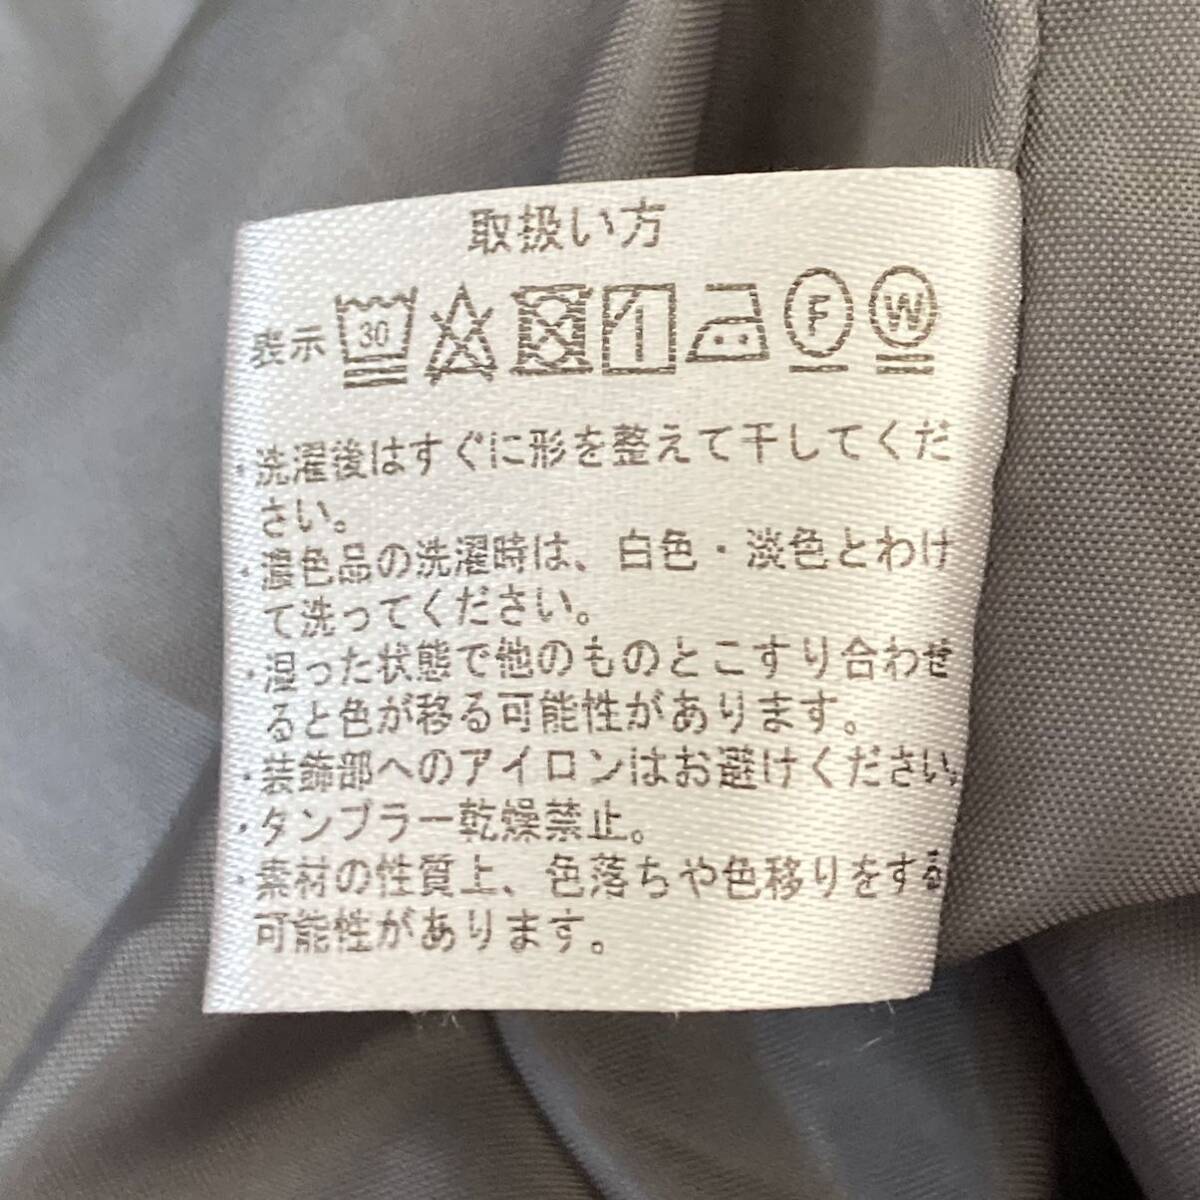 取扱い方
表示 30 F W
・洗濯後はすぐに形を整えて干してくだ
さい。
・濃色品の洗濯時は、白色・淡色とわけ
て洗ってください。
・湿った状態で他のものとこすり合わせ
ると色が移る可能性があります。
・装飾部へのアイロンはお避けください。
・タンブラー乾燥禁止。
・素材の性質上、色落ちや色移りをする
可能性があります。